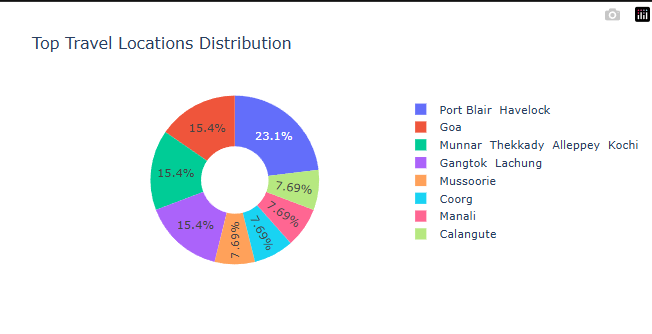 Top Travel Locations Distribution
23.1%
15.4%
15.4%
15.4%
7.69%
7.69%
7.69%
7.69%
Port Blair  Havelock
Goa
Munnar  Thekkady  Alleppey  Kochi
Gangtok  Lachung
Mussoorie
Coorg
Manali
Calangute